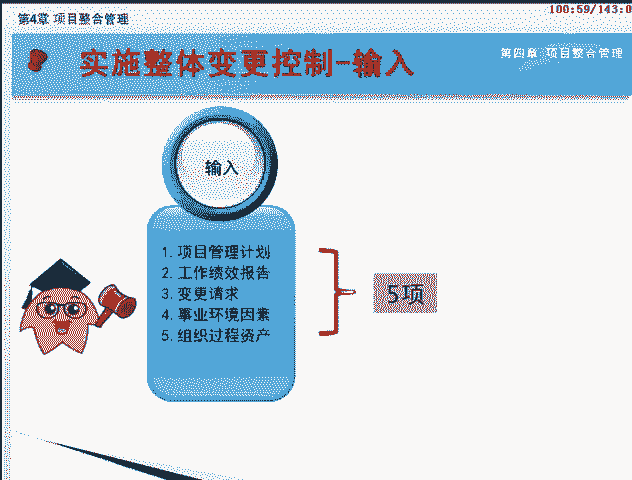 第4章 项目整合管理
100:59/143:0
实施整体变更控制-输入
第四章 项目整合管理
输入
1.项目管理计划
2.工作绩效报告
3.变更请求
4.事业环境因素
5.组织过程资产
5项